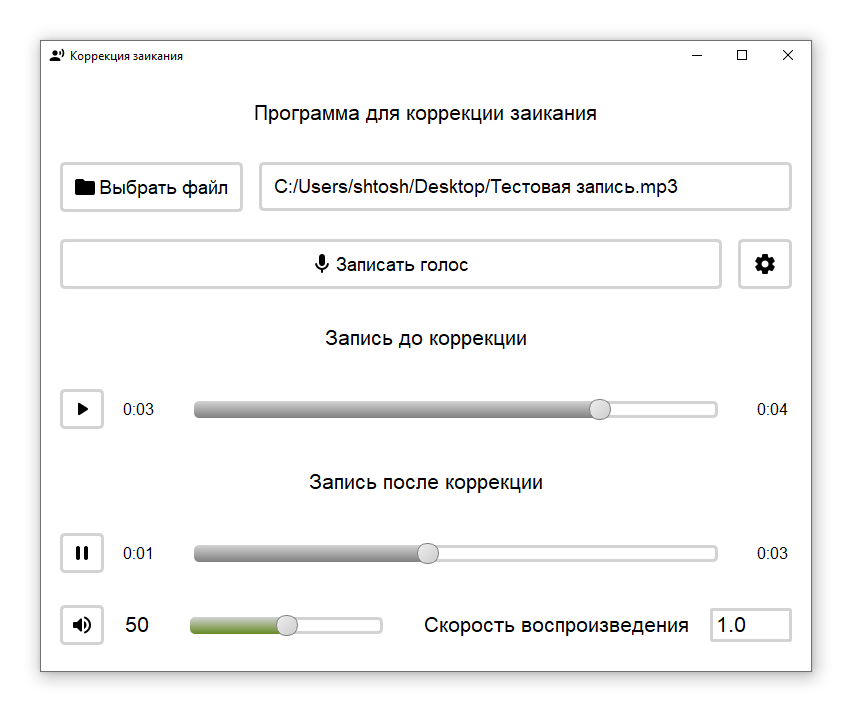 Коррекция заикания
Программа для коррекции заикания
Выбрать файл
C:/Users/shtosh/Desktop/Тестовая запись.mp3
Записать голос
Запись до коррекции
0:03
0:04
Запись после коррекции
0:01
0:03
50
Скорость воспроизведения
1.0